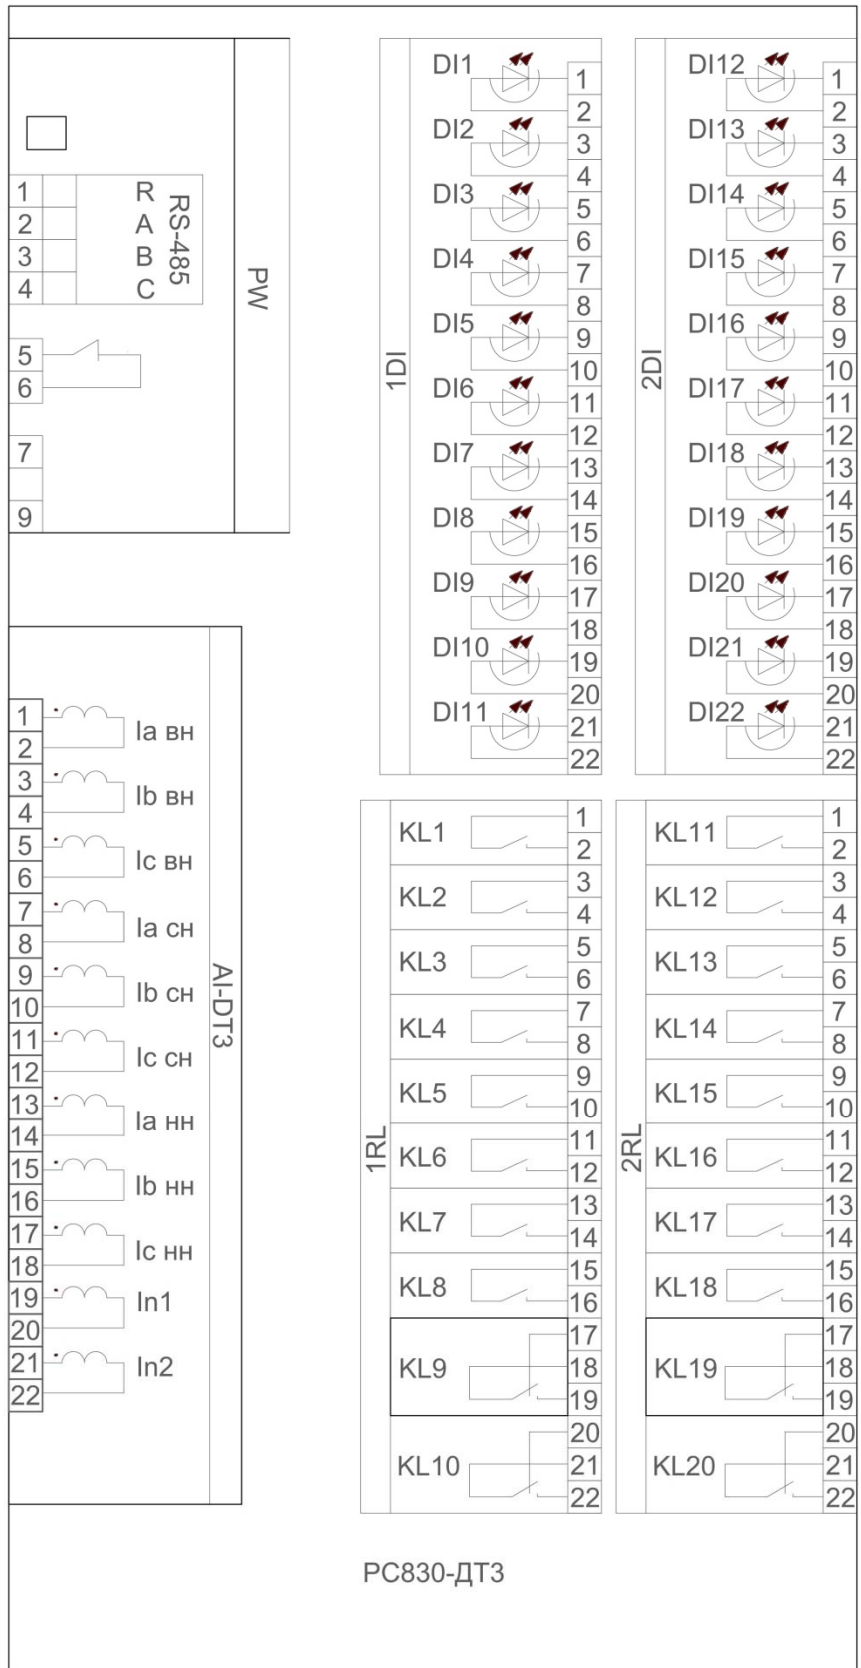 1 R
2 A
3 B
4 C
RS-485
5
6
7
9
PW
1DI
DI1 1
2
DI2 3
4
DI3 5
6
DI4 7
8
DI5 9
10
DI6 11
12
DI7 13
14
DI8 15
16
DI9 17
18
DI10 19
20
DI11 21
22
2DI
DI12 1
2
DI13 3
4
DI14 5
6
DI15 7
8
DI16 9
10
DI17 11
12
DI18 13
14
DI19 15
16
DI20 17
18
DI21 19
20
DI22 21
22
1
2 Ia вн
3
4 Ib вн
5
6 Ic вн
7
8 Ia сн
9
10 Ib сн
11
12 Ic сн
13
14 Ia нн
15
16 Ib нн
17
18 Ic нн
19 In1
20
21 In2
22
AI-DT3
1RL
KL1 1
2
KL2 3
4
KL3 5
6
KL4 7
8
KL5 9
10
KL6 11
12
KL7 13
14
KL8 15
16
17
KL9 18
19
20
KL10 21
22
2RL
KL11 1
2
KL12 3
4
KL13 5
6
KL14 7
8
KL15 9
10
KL16 11
12
KL17 13
14
KL18 15
16
17
KL19 18
19
20
KL20 21
22
РС830-ДТ3